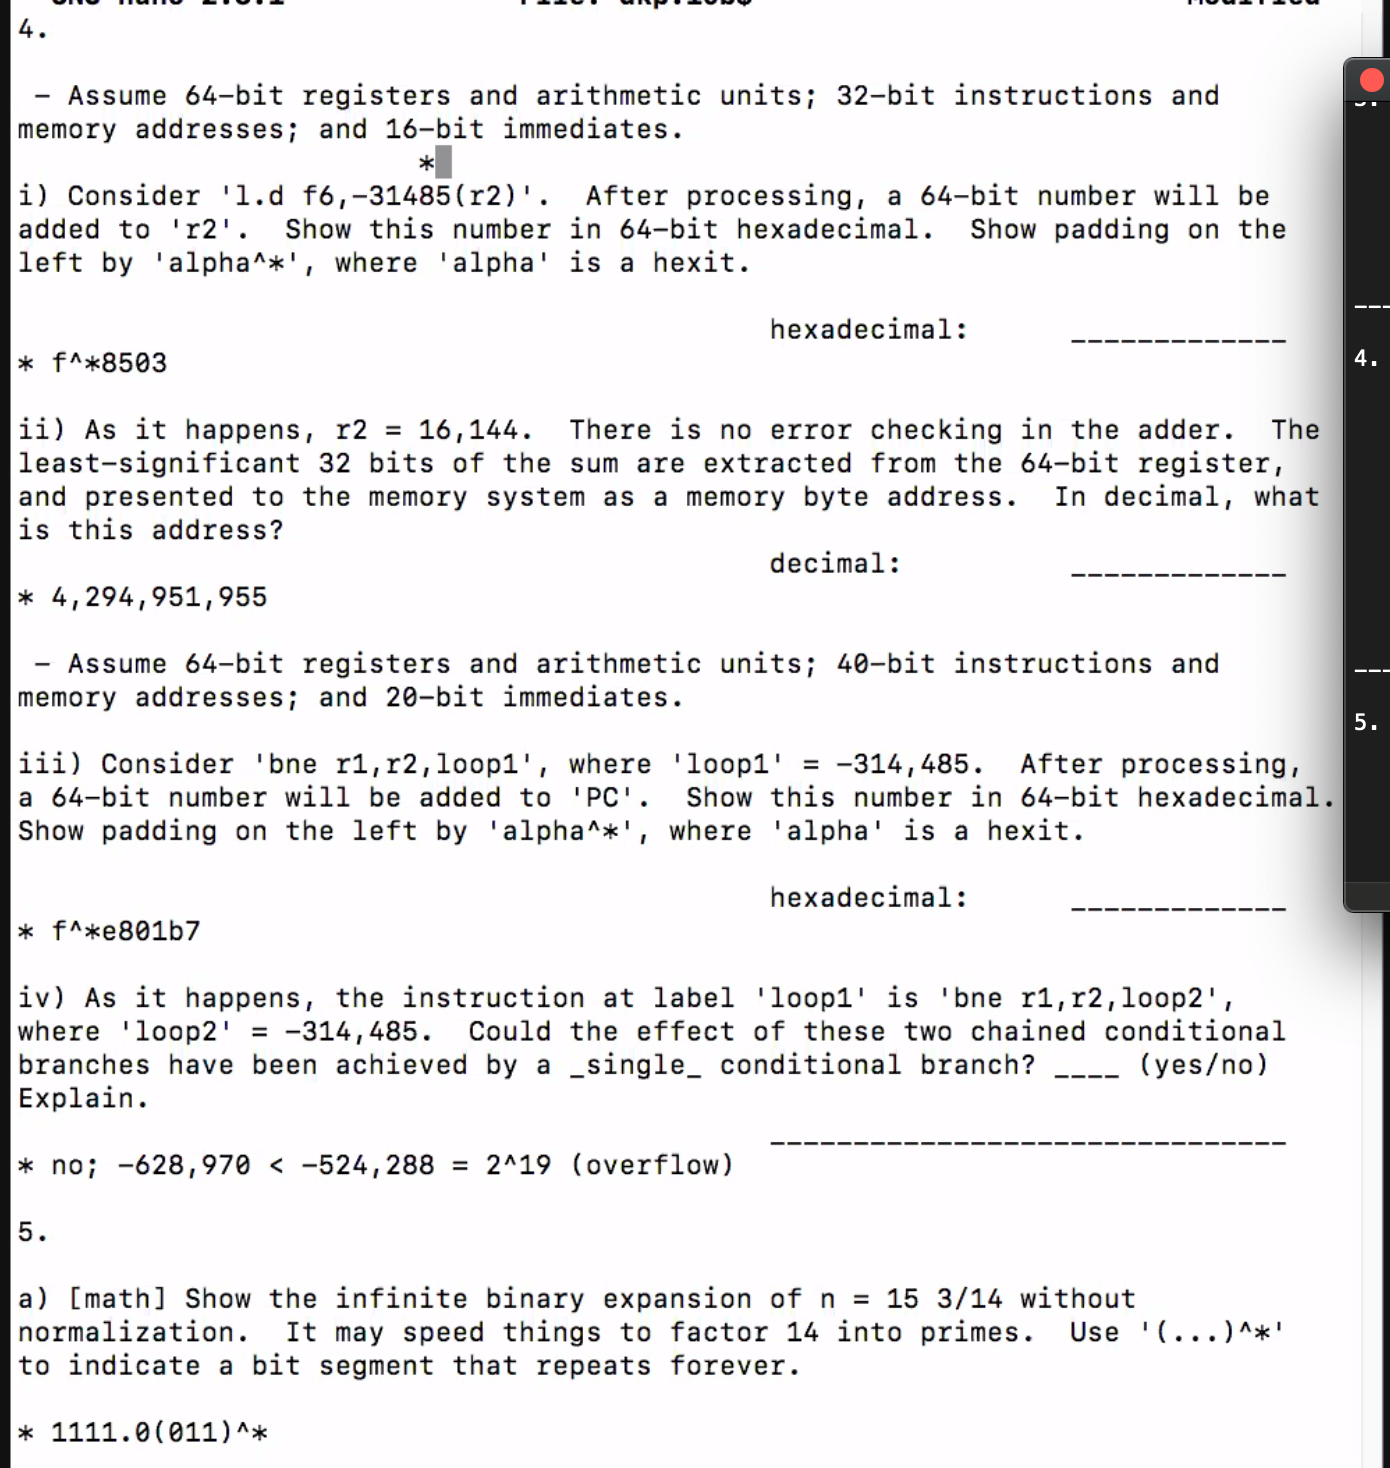 4.
- Assume 64-bit registers and arithmetic units; 32-bit instructions and
memory addresses; and 16-bit immediates.
*
i) Consider 'l.d f6,-31485(r2)'.  After processing, a 64-bit number will be
added to 'r2'.  Show this number in 64-bit hexadecimal.  Show padding on the
left by 'alpha^*', where 'alpha' is a hexit.
hexadecimal: _____________
* f^*8503
ii) As it happens, r2 = 16,144.  There is no error checking in the adder.  The
least-significant 32 bits of the sum are extracted from the 64-bit register,
and presented to the memory system as a memory byte address.  In decimal, what
is this address?
decimal: _____________
* 4,294,951,955
- Assume 64-bit registers and arithmetic units; 40-bit instructions and
memory addresses; and 20-bit immediates.
iii) Consider 'bne r1,r2,loop1', where 'loop1' = -314,485.  After processing,
a 64-bit number will be added to 'PC'.  Show this number in 64-bit hexadecimal.
Show padding on the left by 'alpha^*', where 'alpha' is a hexit.
hexadecimal: _____________
* f^*e801b7
iv) As it happens, the instruction at label 'loop1' is 'bne r1,r2,loop2',
where 'loop2' = -314,485.  Could the effect of these two chained conditional
branches have been achieved by a _single_ conditional branch? ____ (yes/no)
Explain.
_______________________________
* no; -628,970 < -524,288 = 2^19 (overflow)
5.
a) [math] Show the infinite binary expansion of n = 15 3/14 without
normalization.  It may speed things to factor 14 into primes.  Use '(...)^*'
to indicate a bit segment that repeats forever.
* 1111.0(011)^*
4.
5.